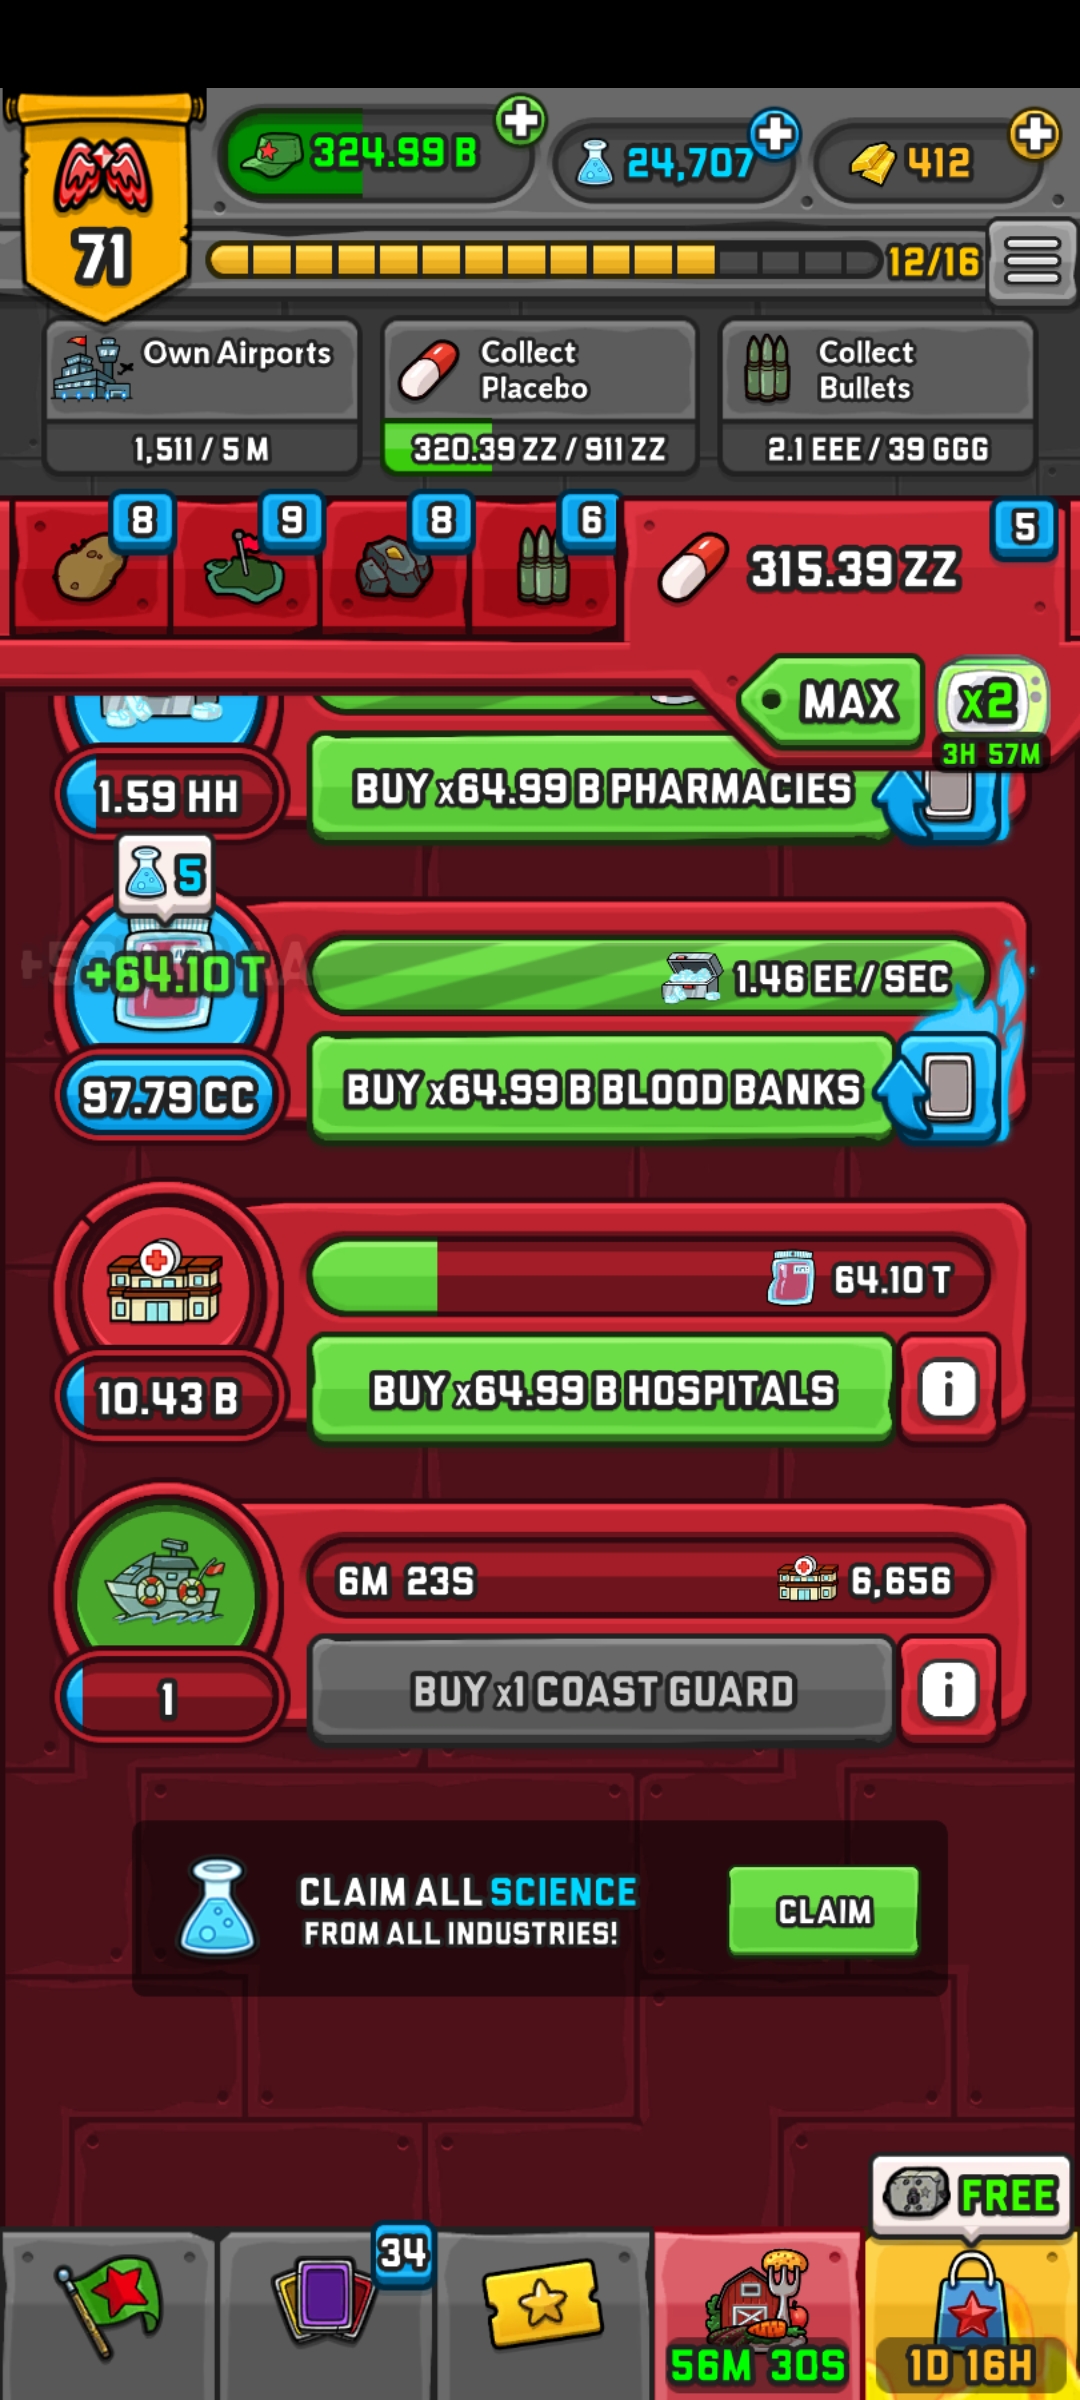 324.99 B
24,707
412
71
12/16
Own Airports
1,511 / 5 M
Collect
Placebo
320.39 ZZ / 911 ZZ
Collect
Bullets
2.1 EEE / 39 GGG
8
9
8
6
315.39 ZZ
5
MAX
x2
3H 57M
1.59 HH
BUY x64.99 B PHARMACIES
5
+64.10 T
1.46 EE / SEC
97.79 CC
BUY x64.99 B BLOOD BANKS
64.10 T
10.43 B
BUY x64.99 B HOSPITALS
i
6M 23S
6,656
1
BUY x1 COAST GUARD
i
CLAIM ALL SCIENCE
FROM ALL INDUSTRIES!
CLAIM
FREE
34
56M 30S
1D 16H